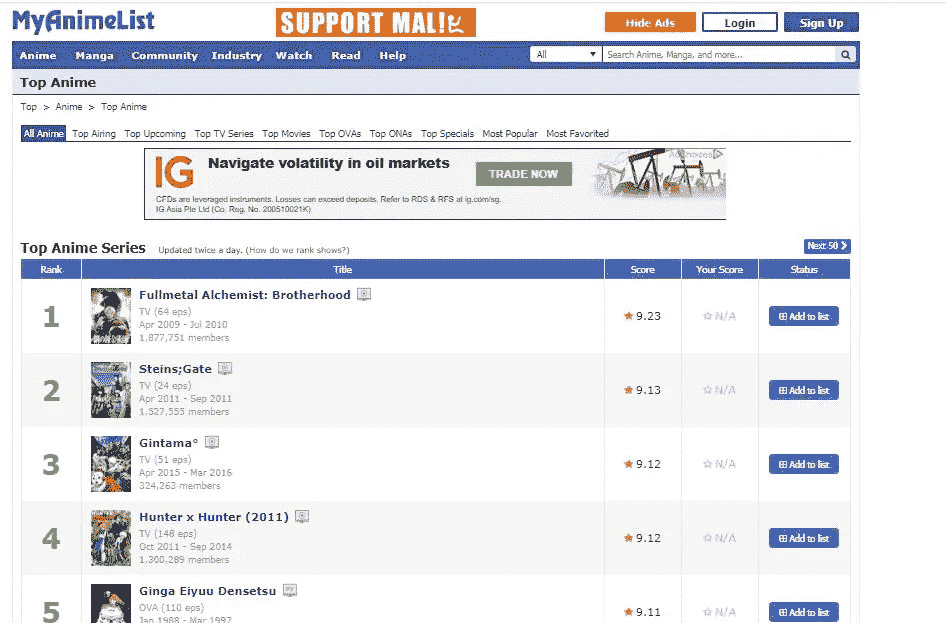 MyAnimeList
SUPPORT MAL!
Hide Ads
Login
Sign Up
Anime Manga Community Industry Watch Read Help
All
Search Anime, Manga, and more...
Top Anime
Top > Anime > Top Anime
All Anime Top Airing Top Upcoming Top TV Series Top Movies Top OVAs Top ONAs Top Specials Most Popular Most Favorited
IG
Navigate volatility in oil markets
TRADE NOW
AdChoices
CFDs are leveraged instruments. Losses can exceed deposits. Refer to RDS & RFS at ig.com/sg.
IG Asia Pte Ltd (Co. Reg. No. 200510021K)
Top Anime Series Updated twice a day. (How do we rank shows?)
Next 50
Rank Title Score Your Score Status
1
Fullmetal Alchemist: Brotherhood
TV (64 eps)
Apr 2009 - Jul 2010
1,877,751 members
9.23 N/A Add to list
2
Steins;Gate
TV (24 eps)
Apr 2011 - Sep 2011
1,527,555 members
9.13 N/A Add to list
3
Gintama°
TV (51 eps)
Apr 2015 - Mar 2016
324,263 members
9.12 N/A Add to list
4
Hunter x Hunter (2011)
TV (148 eps)
Oct 2011 - Sep 2014
1,300,289 members
9.12 N/A Add to list
5
Ginga Eiyuu Densetsu
OVA (110 eps)
Jan 1988 - Mar 1997
9.11 N/A Add to list